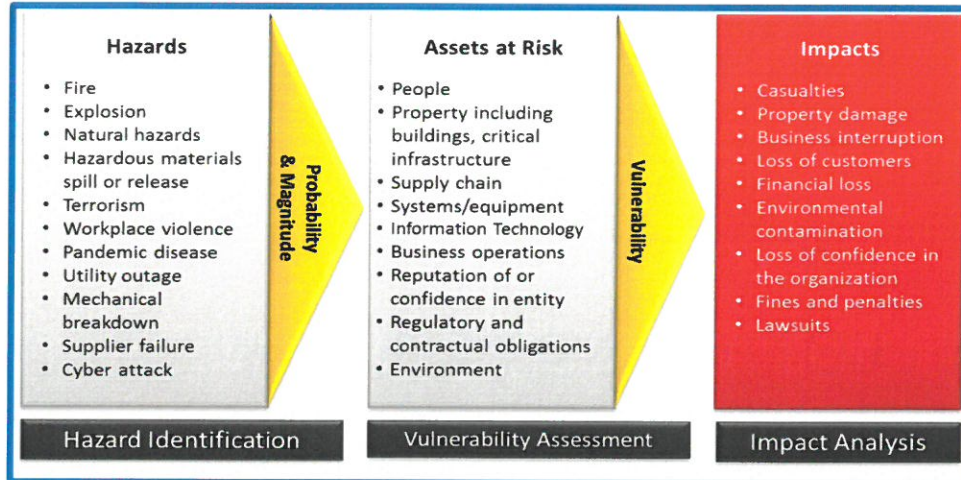 Hazards
• Fire
• Explosion
• Natural hazards
• Hazardous materials
spill or release
• Terrorism
• Workplace violence
• Pandemic disease
• Utility outage
• Mechanical
breakdown
• Supplier failure
• Cyber attack
Probability
& Magnitude
Assets at Risk
• People
• Property including
buildings, critical
infrastructure
• Supply chain
• Systems/equipment
• Information Technology
• Business operations
• Reputation of or
confidence in entity
• Regulatory and
contractual obligations
• Environment
Vulnerability
Impacts
• Casualties
• Property damage
• Business interruption
• Loss of customers
• Financial loss
• Environmental
contamination
• Loss of confidence in
the organization
• Fines and penalties
• Lawsuits
Hazard Identification
Vulnerability Assessment
Impact Analysis